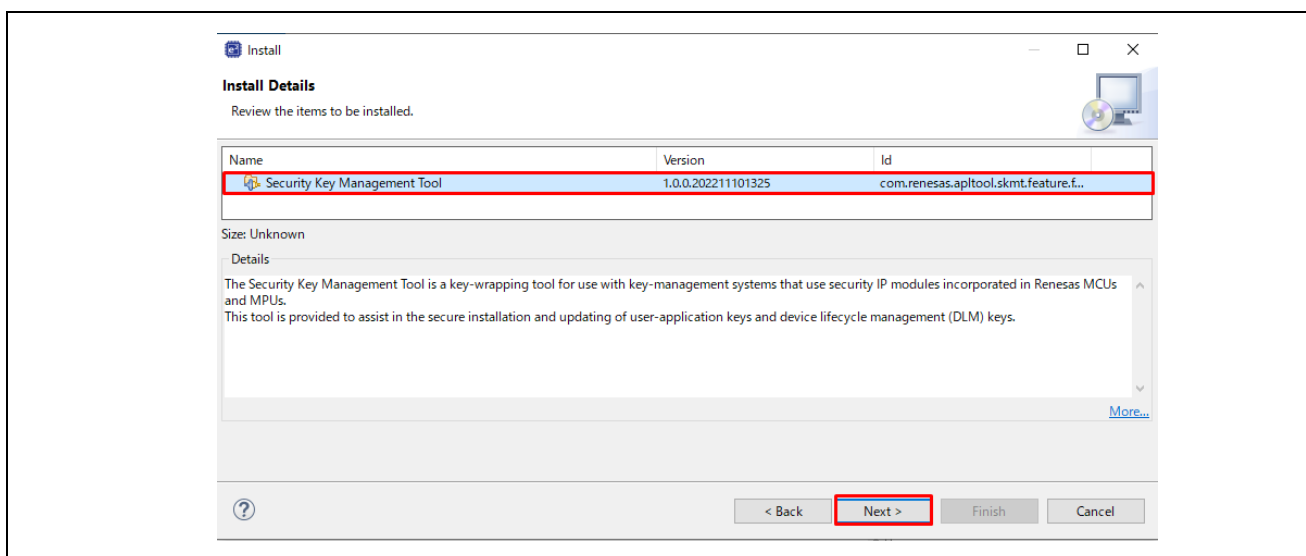 Install
Install Details
Review the items to be installed.
Name Version Id
Security Key Management Tool 1.0.0.202211101325 com.renesas.apltool.skmt.feature.f...
Size: Unknown
Details
The Security Key Management Tool is a key-wrapping tool for use with key-management systems that use security IP modules incorporated in Renesas MCUs
and MPUs.
This tool is provided to assist in the secure installation and updating of user-application keys and device lifecycle management (DLM) keys.
More...
< Back Next > Finish Cancel